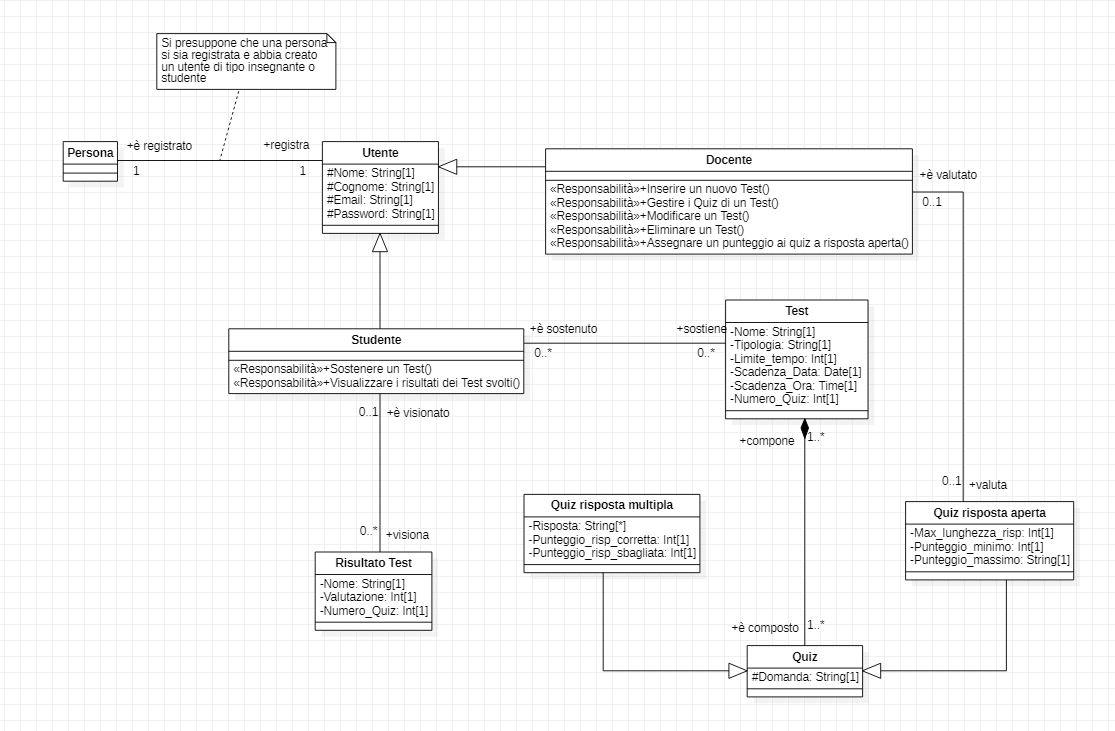 Si presuppone che una persona
si sia registrata e abbia creato
un utente di tipo insegnante o
studente
Persona
+è registrato
1
+registra
1
Utente
#Nome: String[1]
#Cognome: String[1]
#Email: String[1]
#Password: String[1]
Docente
«Responsabilità»+Inserire un nuovo Test()
«Responsabilità»+Gestire i Quiz di un Test()
«Responsabilità»+Modificare un Test()
«Responsabilità»+Eliminare un Test()
«Responsabilità»+Assegnare un punteggio ai quiz a risposta aperta()
+è valutato
0..1
Studente
«Responsabilità»+Sostenere un Test()
«Responsabilità»+Visualizzare i risultati dei Test svolti()
+è sostenuto
0..*
+sostiene
0..*
Test
-Nome: String[1]
-Tipologia: String[1]
-Limite_tempo: Int[1]
-Scadenza_Data: Date[1]
-Scadenza_Ora: Time[1]
-Numero_Quiz: Int[1]
0..1
+è visionato
+compone
1..*
0..1
+valuta
Quiz risposta multipla
-Risposta: String[*]
-Punteggio_risp_corretta: Int[1]
-Punteggio_risp_sbagliata: Int[1]
Quiz risposta aperta
-Max_lunghezza_risp: Int[1]
-Punteggio_minimo: Int[1]
-Punteggio_massimo: String[1]
0..*
+visiona
Risultato Test
-Nome: String[1]
-Valutazione: Int[1]
-Numero_Quiz: Int[1]
+è composto
1..*
Quiz
#Domanda: String[1]